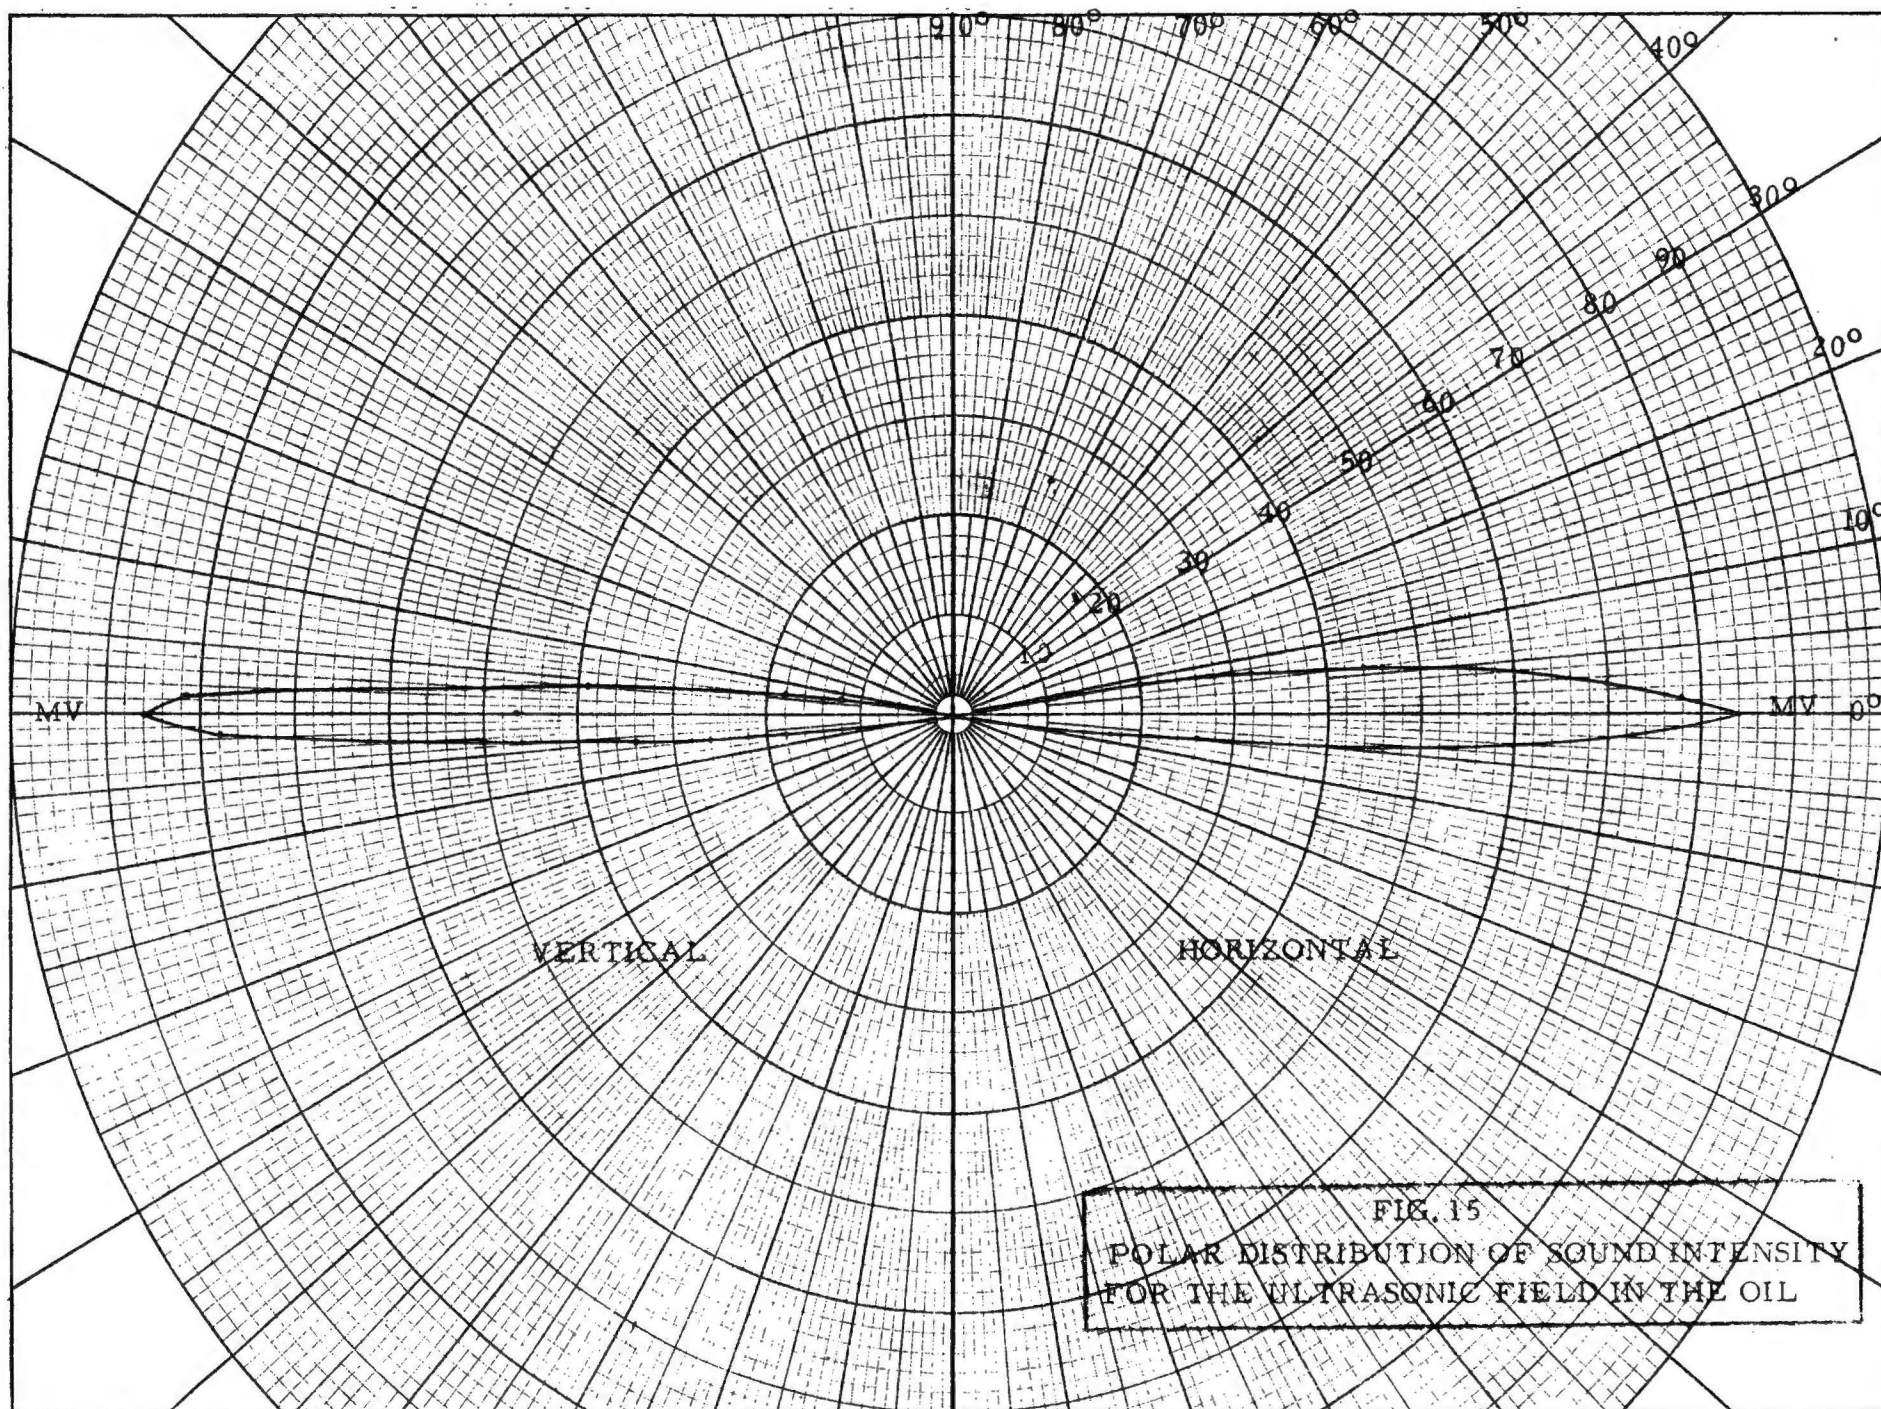 90° 80° 70° 60° 50° 40°
30°
90
80
20°
70
60
50
10°
40
30
20
10
MV MV 0°
VERTICAL HORIZONTAL
FIG. 15
POLAR DISTRIBUTION OF SOUND INTENSITY
FOR THE ULTRASONIC FIELD IN THE OIL